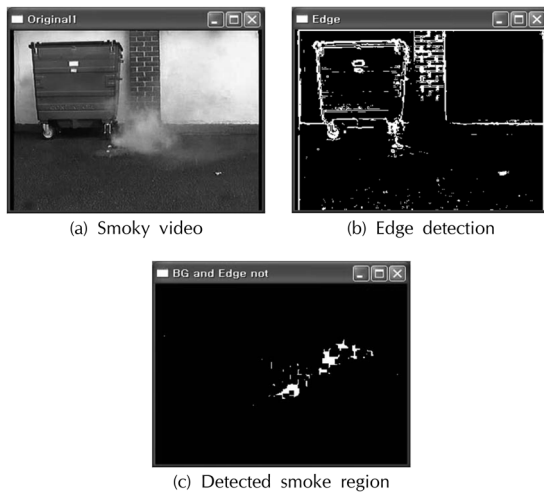 Original1
Edge
(a) Smoky video
(b) Edge detection
BG and Edge not
(c) Detected smoke region